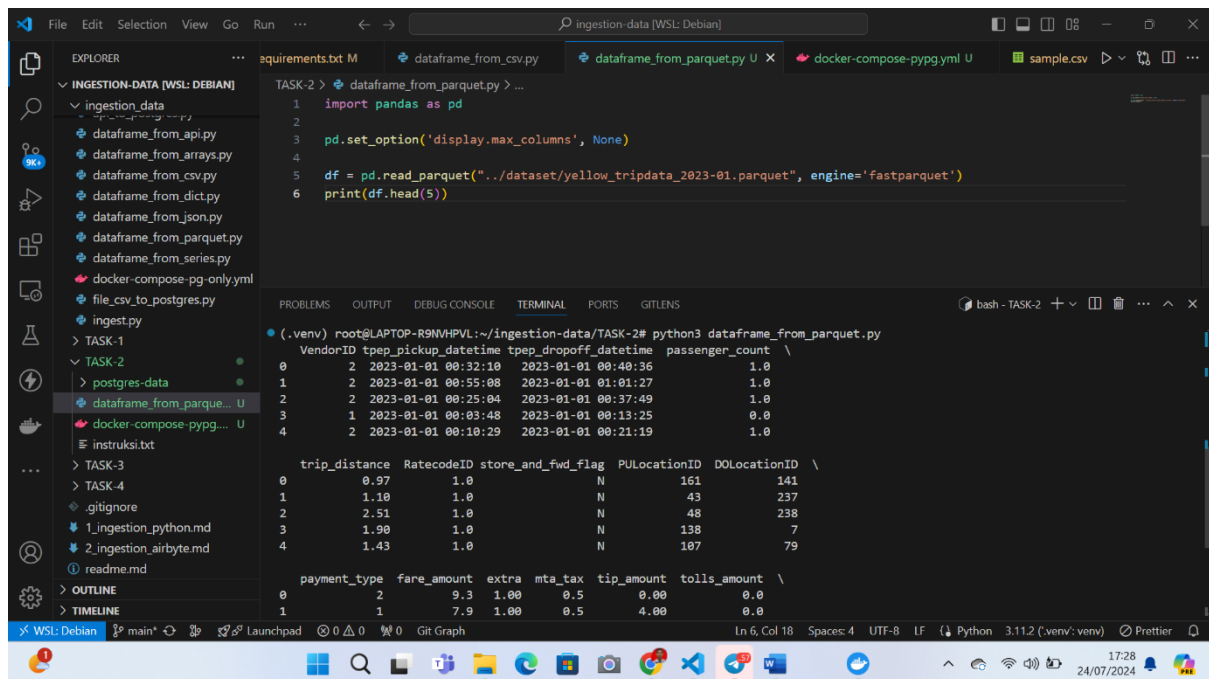 File Edit Selection View Go Run ··· ingestion-data [WSL: Debian]
EXPLORER ···
equirements.txt M dataframe_from_csv.py dataframe_from_parquet.py U docker-compose-pypg.yml U sample.csv ···
INGESTION-DATA [WSL: DEBIAN]
ingestion_data
api_to_postgres.py
dataframe_from_api.py
dataframe_from_arrays.py
dataframe_from_csv.py
dataframe_from_dict.py
dataframe_from_json.py
dataframe_from_parquet.py
dataframe_from_series.py
docker-compose-pg-only.yml
file_csv_to_postgres.py
ingest.py
TASK-1
TASK-2
postgres-data
dataframe_from_parque... U
docker-compose-pypg.... U
instruksi.txt
TASK-3
TASK-4
.gitignore
1_ingestion_python.md
2_ingestion_airbyte.md
readme.md
OUTLINE
TIMELINE
9K+
TASK-2 > dataframe_from_parquet.py > ...
1 import pandas as pd
2
3 pd.set_option('display.max_columns', None)
4
5 df = pd.read_parquet("../dataset/yellow_tripdata_2023-01.parquet", engine='fastparquet')
6 print(df.head(5))
PROBLEMS OUTPUT DEBUG CONSOLE TERMINAL PORTS GITLENS bash - TASK-2 ···
(.venv) root@LAPTOP-R9NVHPVL:~/ingestion-data/TASK-2# python3 dataframe_from_parquet.py
VendorID tpep_pickup_datetime tpep_dropoff_datetime passenger_count \
0 2 2023-01-01 00:32:10 2023-01-01 00:40:36 1.0
1 2 2023-01-01 00:55:08 2023-01-01 01:01:27 1.0
2 2 2023-01-01 00:25:04 2023-01-01 00:37:49 1.0
3 1 2023-01-01 00:03:48 2023-01-01 00:13:25 0.0
4 2 2023-01-01 00:10:29 2023-01-01 00:21:19 1.0
trip_distance RatecodeID store_and_fwd_flag PULocationID DOLocationID \
0 0.97 1.0 N 161 141
1 1.10 1.0 N 43 237
2 2.51 1.0 N 48 238
3 1.90 1.0 N 138 7
4 1.43 1.0 N 107 79
payment_type fare_amount extra mta_tax tip_amount tolls_amount \
0 2 9.3 1.00 0.5 0.00 0.0
1 1 7.9 1.00 0.5 4.00 0.0
WSL: Debian main* Launchpad 0 0 0 Git Graph Ln 6, Col 18 Spaces: 4 UTF-8 LF Python 3.11.2 ('.venv': venv) Prettier
1 57 17:28 PRE
24/07/2024